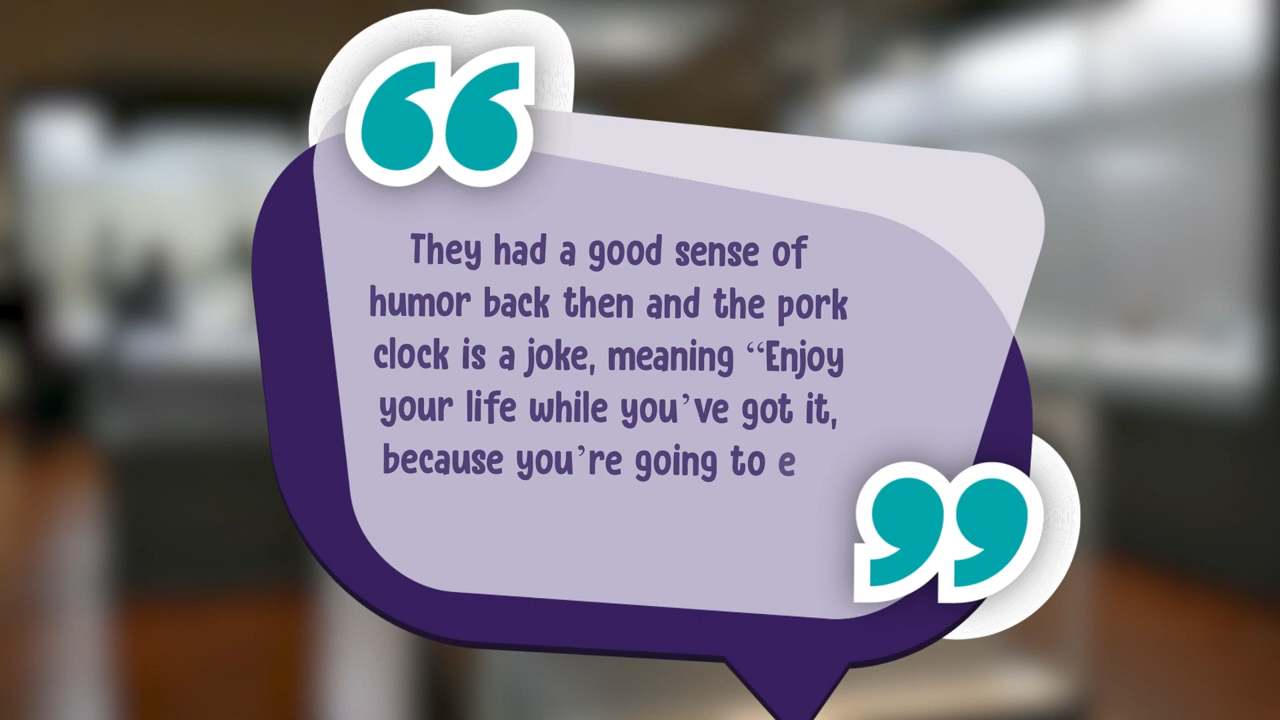 They had a good sense of
humor back then and the pork
clock is a joke, meaning “Enjoy
your life while you’ve got it,
because you’re going to e